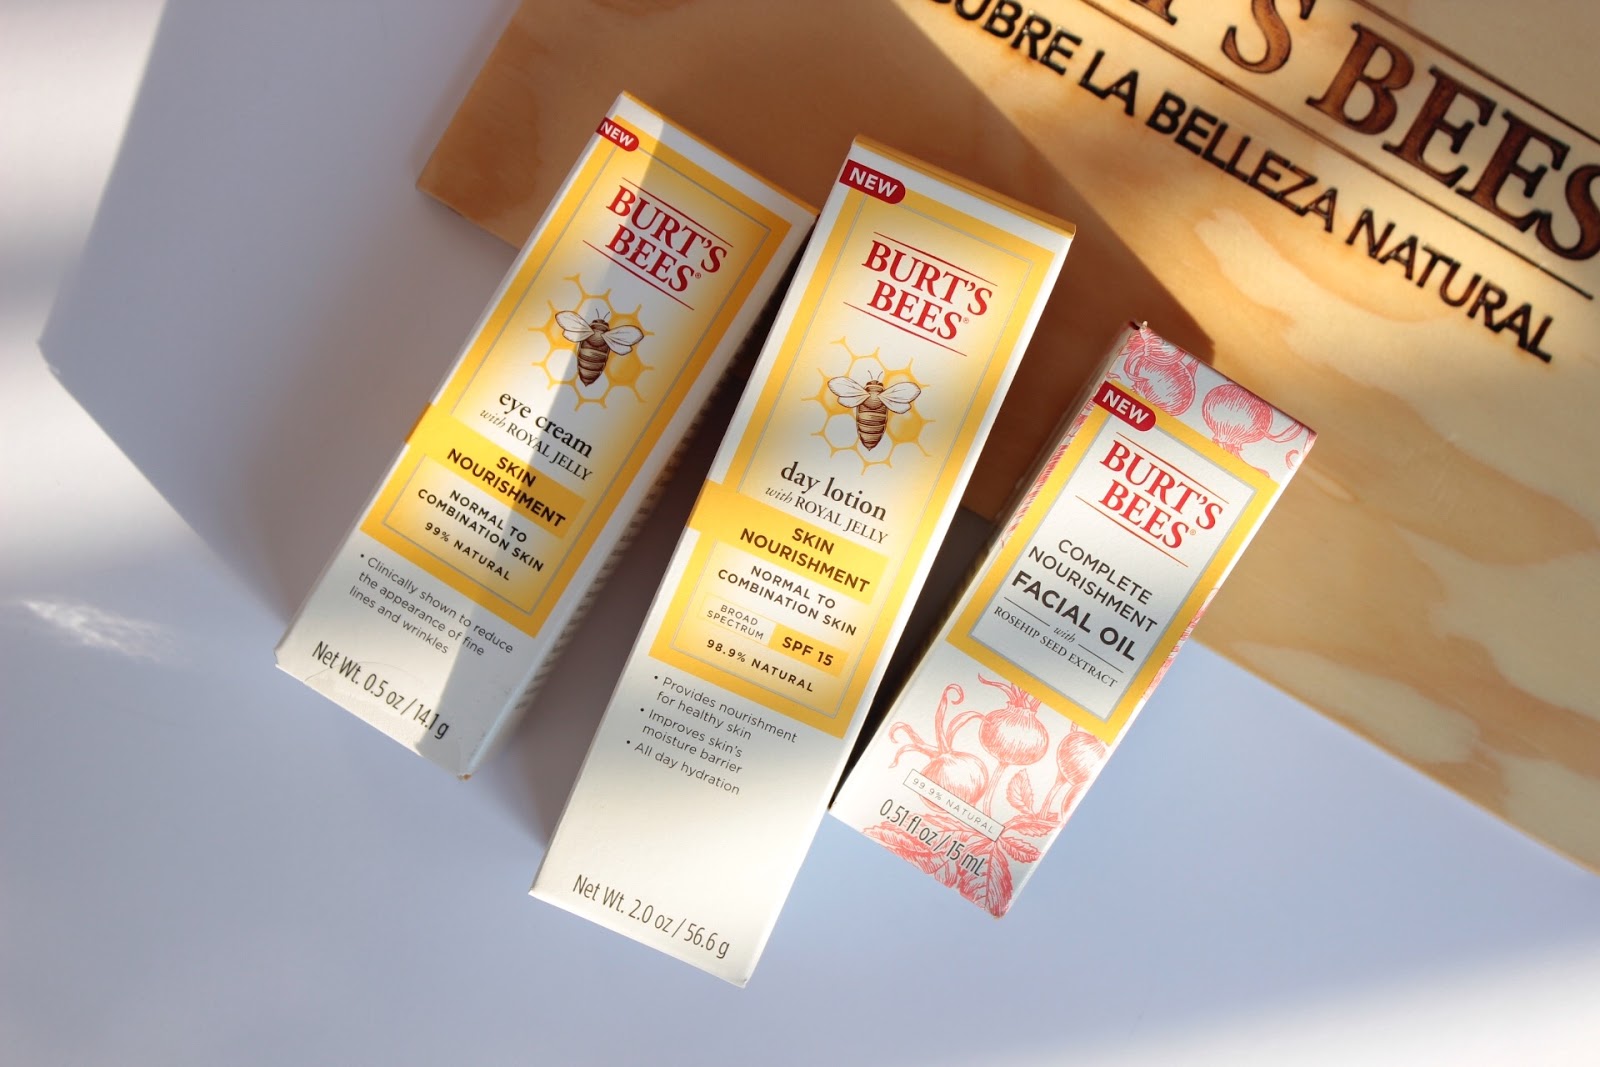 NEW
BURT'S
BEES®
eye cream
with ROYAL JELLY
SKIN
NOURISHMENT
NORMAL TO
COMBINATION SKIN
99% NATURAL
• Clinically shown to reduce
the appearance of fine
lines and wrinkles
Net Wt. 0.5 oz / 14.1 g
NEW
BURT'S
BEES®
day lotion
with ROYAL JELLY
SKIN
NOURISHMENT
NORMAL TO
COMBINATION SKIN
BROAD
SPECTRUM
SPF 15
98.9% NATURAL
• Provides nourishment
for healthy skin
• Improves skin's
moisture barrier
• All day hydration
Net Wt. 2.0 oz / 56.6 g
NEW
BURT'S
BEES®
COMPLETE
NOURISHMENT
FACIAL OIL
with
ROSEHIP SEED EXTRACT
99.9% NATURAL
0.51 fl oz / 15 mL
'S BEES
LA BELLEZA NATURAL